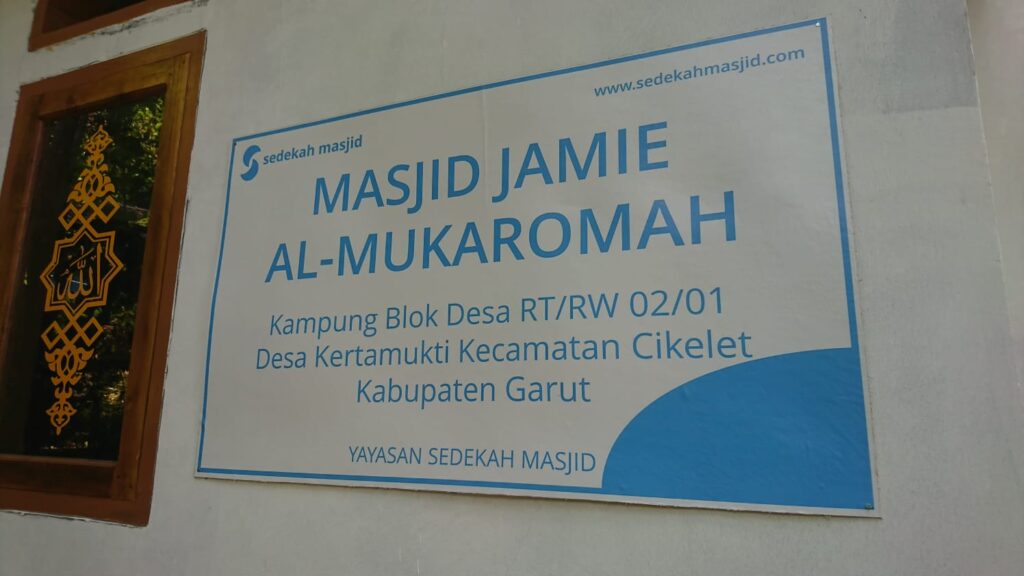 www.sedekahmasjid.com
sedekah masjid
MASJID JAMIE
AL-MUKAROMAH
Kampung Blok Desa RT/RW 02/01
Desa Kertamukti Kecamatan Cikelet
Kabupaten Garut
YAYASAN SEDEKAH MASJID
الله